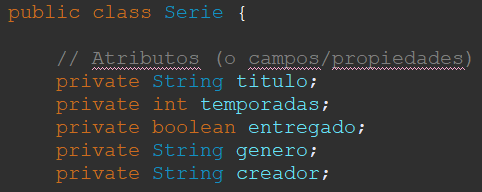 public class Serie {
// Atributos (o campos/propiedades)
private String titulo;
private int temporadas;
private boolean entregado;
private String genero;
private String creador;